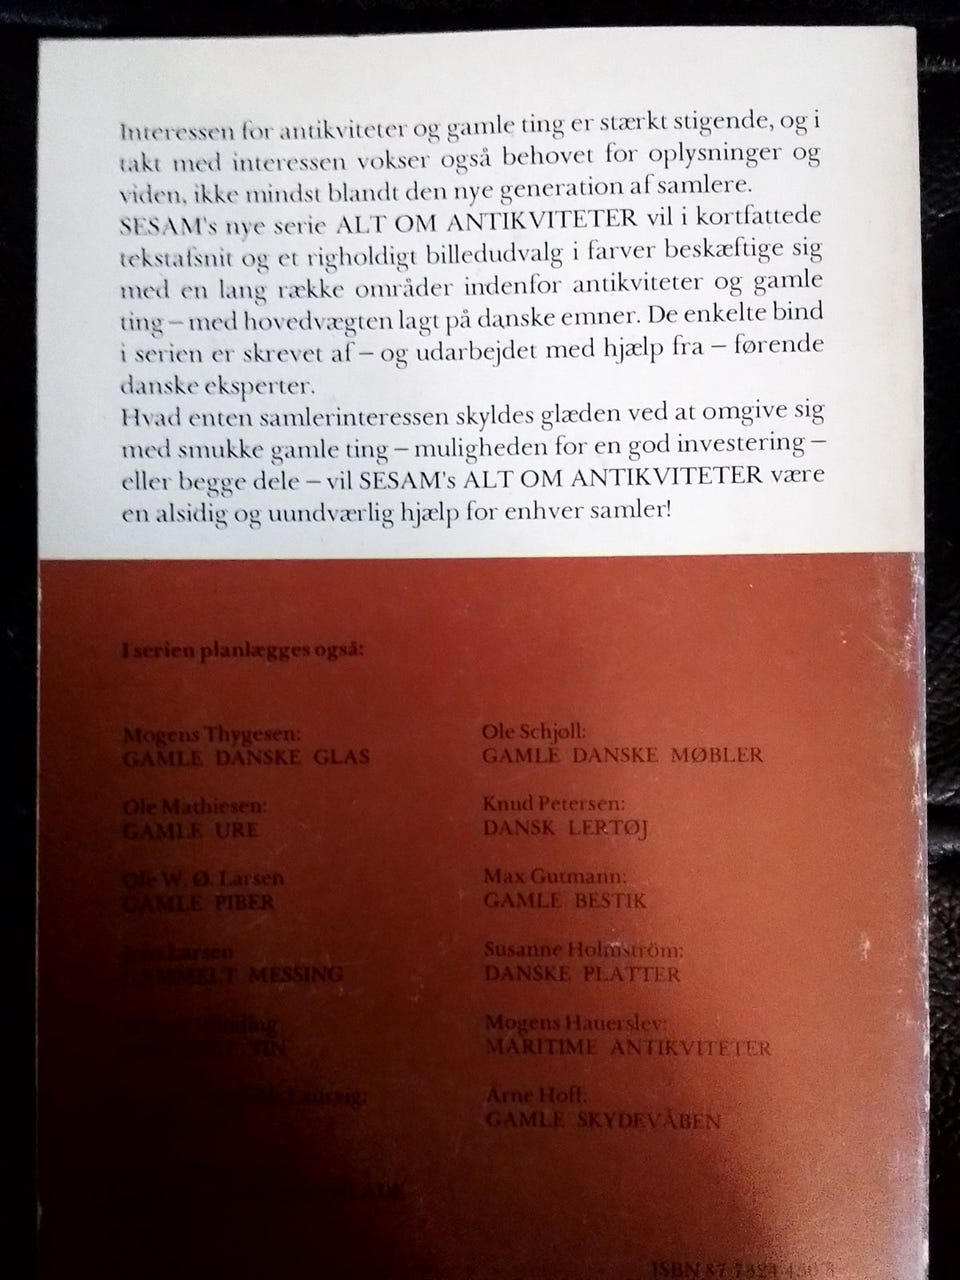 Interessen for antikviteter og gamle ting er stærkt stigende, og i
takt med interessen vokser også behovet for oplysninger og
viden, ikke mindst blandt den nye generation af samlere.
SESAM's nye serie ALT OM ANTIKVITETER vil i kortfattede
tekstafsnit og et righoldigt billedudvalg i farver beskæftige sig
med en lang række områder indenfor antikviteter og gamle
ting – med hovedvægten lagt på danske emner. De enkelte bind
i serien er skrevet af – og udarbejdet med hjælp fra – førende
danske eksperter.
Hvad enten samlerinteressen skyldes glæden ved at omgive sig
med smukke gamle ting – muligheden for en god investering –
eller begge dele – vil SESAM's ALT OM ANTIKVITETER være
en alsidig og uundværlig hjælp for enhver samler!
I serien planlægges også:
Mogens Thygesen:
GAMLE DANSKE GLAS
Ole Mathiesen:
GAMLE URE
Ole W. Ø. Larsen
GAMLE PIBER
Jens Larsen
GAMMELT MESSING
TIN
Ole Schjøll:
GAMLE DANSKE MØBLER
Knud Petersen:
DANSK LERTØJ
Max Gutmann:
GAMLE BESTIK
Susanne Holmström:
DANSKE PLATTER
Mogens Hauerslev:
MARITIME ANTIKVITETER
Arne Hoff:
GAMLE SKYDEVÅBEN
ISBN 87